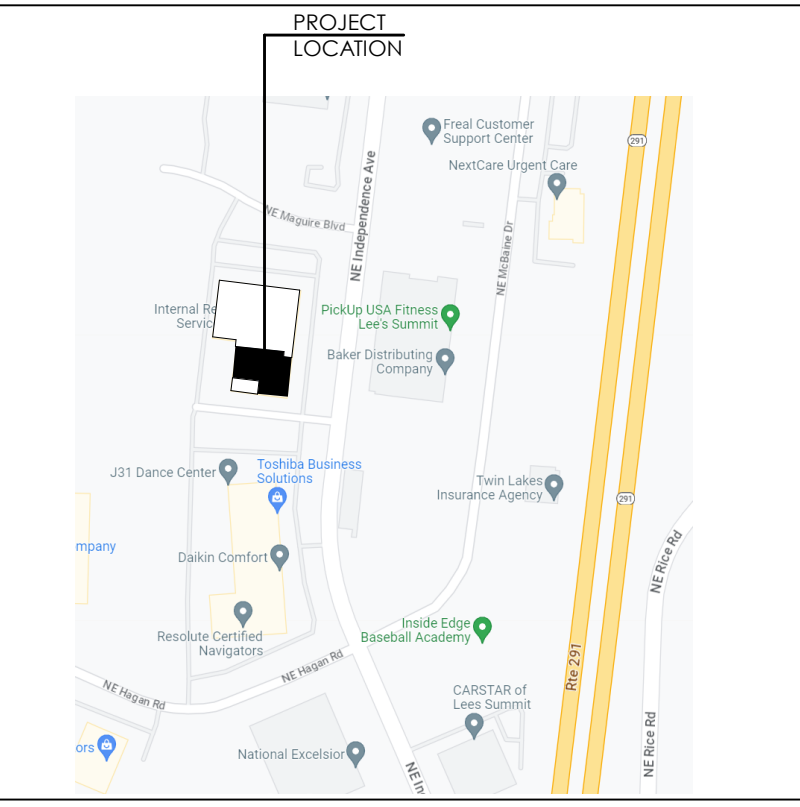 PROJECT
LOCATION
Freal Customer
Support Center
291
NextCare Urgent Care
NE Maguire Blvd
NE Independence Ave
NE McBaine Dr
Internal Re
Servic
PickUp USA Fitness
Lee's Summit
Baker Distributing
Company
J31 Dance Center
Toshiba Business
Solutions
Twin Lakes
Insurance Agency
291
mpany
Daikin Comfort
NE Rice Rd
Resolute Certified
Navigators
Inside Edge
Baseball Academy
NE Hagan Rd
NE Hagan Rd
Rte 291
CARSTAR of
Lees Summit
ors
National Excelsior
NE In
NE Rice Rd